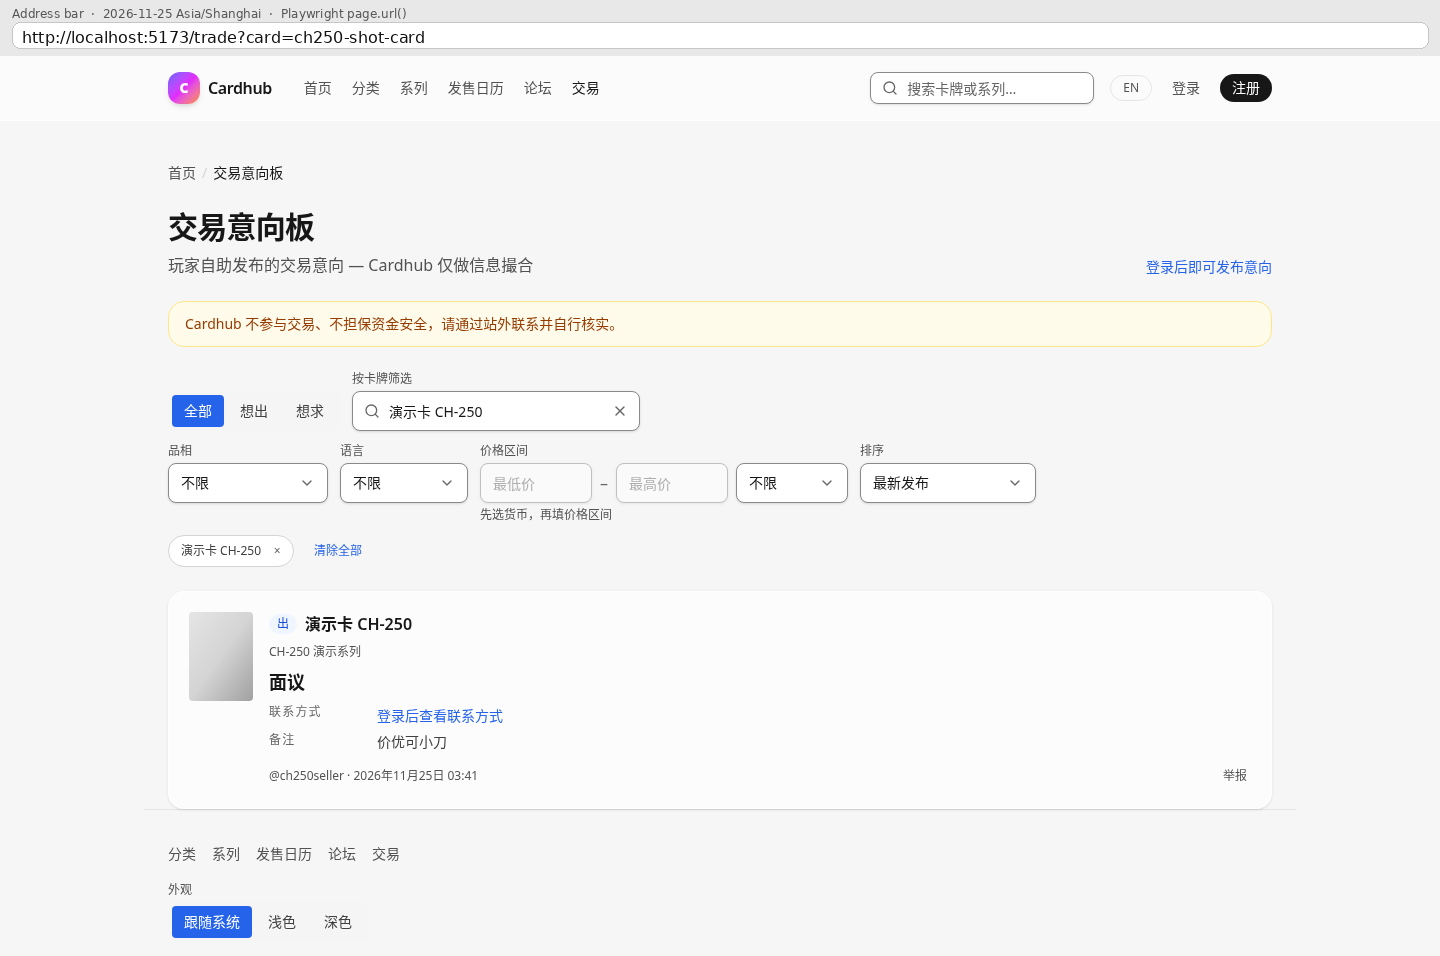 Address bar · 2026-11-25 Asia/Shanghai · Playwright page.url()
http://localhost:5173/trade?card=ch250-shot-card
C Cardhub 首页 分类 系列 发售日历 论坛 交易 搜索卡牌或系列... EN 登录 注册
首页 / 交易意向板
交易意向板
玩家自助发布的交易意向 — Cardhub 仅做信息撮合
登录后即可发布意向
Cardhub 不参与交易、不担保资金安全，请通过站外联系并自行核实。
按卡牌筛选
全部 想出 想求 演示卡 CH-250
品相 语言 价格区间 排序
不限 不限 最低价 – 最高价 不限 最新发布
先选货币，再填价格区间
演示卡 CH-250 × 清除全部
出 演示卡 CH-250
CH-250 演示系列
面议
联系方式 登录后查看联系方式
备注 价优可小刀
@ch250seller · 2026年11月25日 03:41 举报
分类 系列 发售日历 论坛 交易
外观
跟随系统 浅色 深色